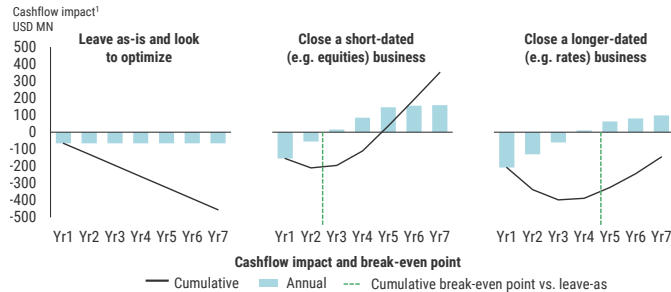 Cashflow impact¹
USD MN
Leave as-is and look
to optimize
Close a short-dated
(e.g. equities) business
Close a longer-dated
(e.g. rates) business
500
400
300
200
100
0
-100
-200
-300
-400
-500
Yr1 Yr2 Yr3 Yr4 Yr5 Yr6 Yr7
Yr1 Yr2 Yr3 Yr4 Yr5 Yr6 Yr7
Yr1 Yr2 Yr3 Yr4 Yr5 Yr6 Yr7
Cashflow impact and break-even point
Cumulative Annual Cumulative break-even point vs. leave-as